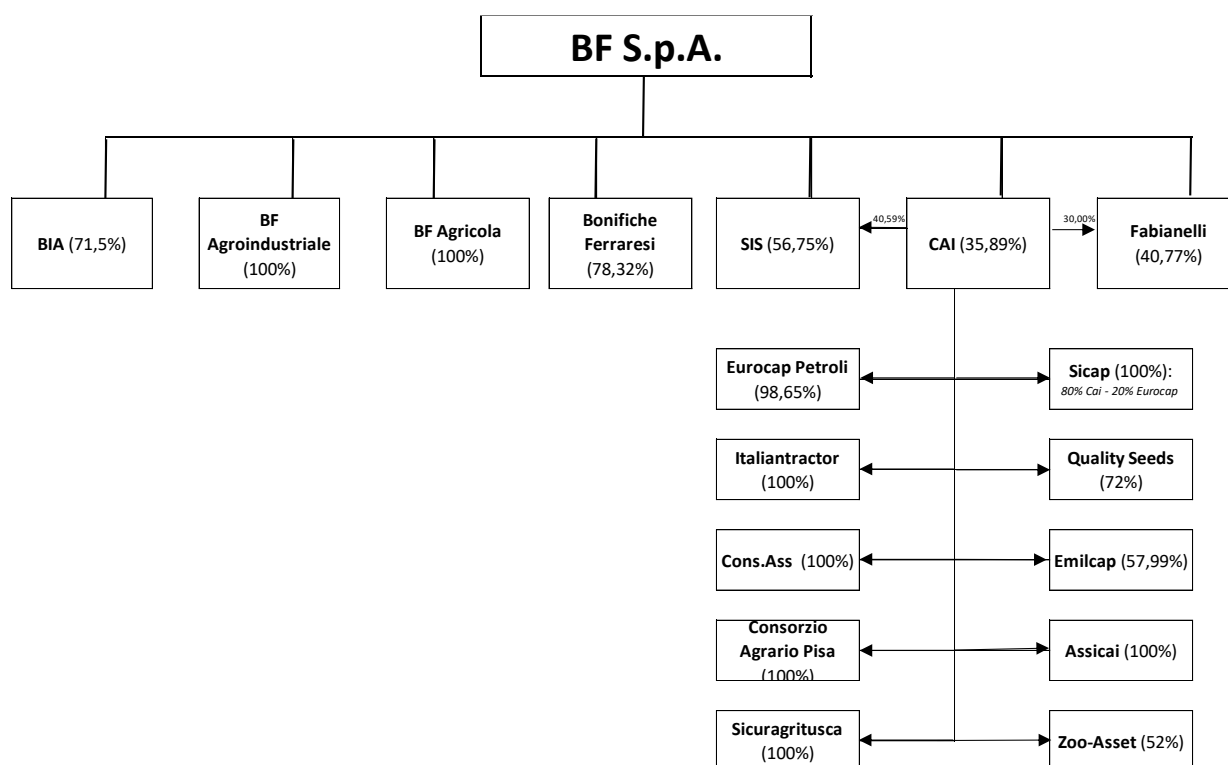 BF S.p.A.
BIA (71,5%)
BF
Agroindustriale
(100%)
BF Agricola
(100%)
Bonifiche
Ferraresi
(78,32%)
SIS (56,75%)
40,59%
CAI (35,89%)
30,00%
Fabianelli
(40,77%)
Eurocap Petroli
(98,65%)
Sicap (100%):
80% Cai - 20% Eurocap
Italiantractor
(100%)
Quality Seeds
(72%)
Cons.Ass (100%)
Emilcap (57,99%)
Consorzio
Agrario Pisa
(100%)
Assicai (100%)
Sicuragritusca
(100%)
Zoo-Asset (52%)